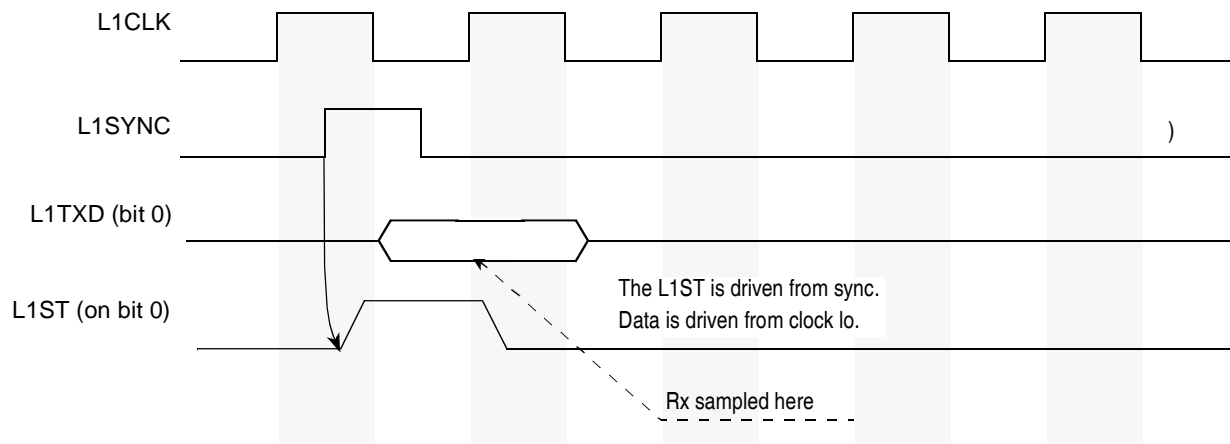 L1CLK
L1SYNC
)
L1TXD (bit 0)
L1ST (on bit 0)
The L1ST is driven from sync.
Data is driven from clock lo.
Rx sampled here